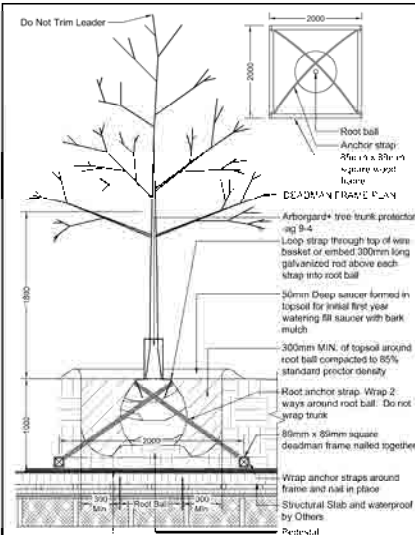 Do Not Trim Leader
2000
2000
Root ball
Anchor strap
89mm x 89mm
square wood
frame
DEADMAN FRAME PLAN
Arborgard+ tree trunk protector
ag 9-4
Loop strap through top of wire
basket or embed 300mm long
galvanized rod above each
strap into root ball
50mm Deep saucer formed in
topsoil for initial first year
watering fill saucer with bark
mulch
300mm MIN. of topsoil around
root ball compacted to 85%
standard proctor density
Root anchor strap. Wrap 2
ways around root ball. Do not
wrap trunk
89mm x 89mm square
deadman frame nailed together
Wrap anchor straps around
frame and nail in place
Structural Slab and waterproof
by Others
Pedestal
1800
1000
2000
300
Min
Root Ball
300
Min